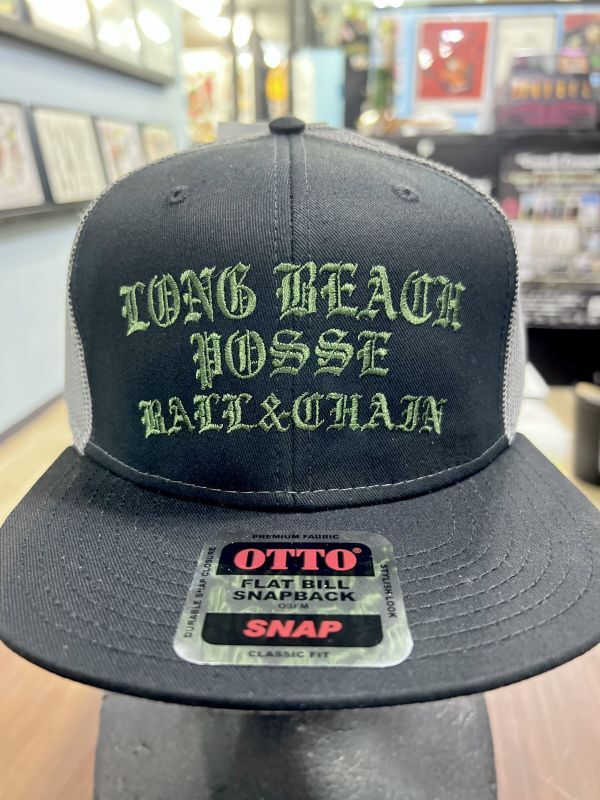 LONG BEACH
POSSE
BALL&CHAIN
PREMIUM FABRIC
OTTO
FLAT BILL
SNAPBACK
OSFM
SNAP
CLASSIC FIT
DURABLE SNAP CLOSURE
STYLISH LOOK